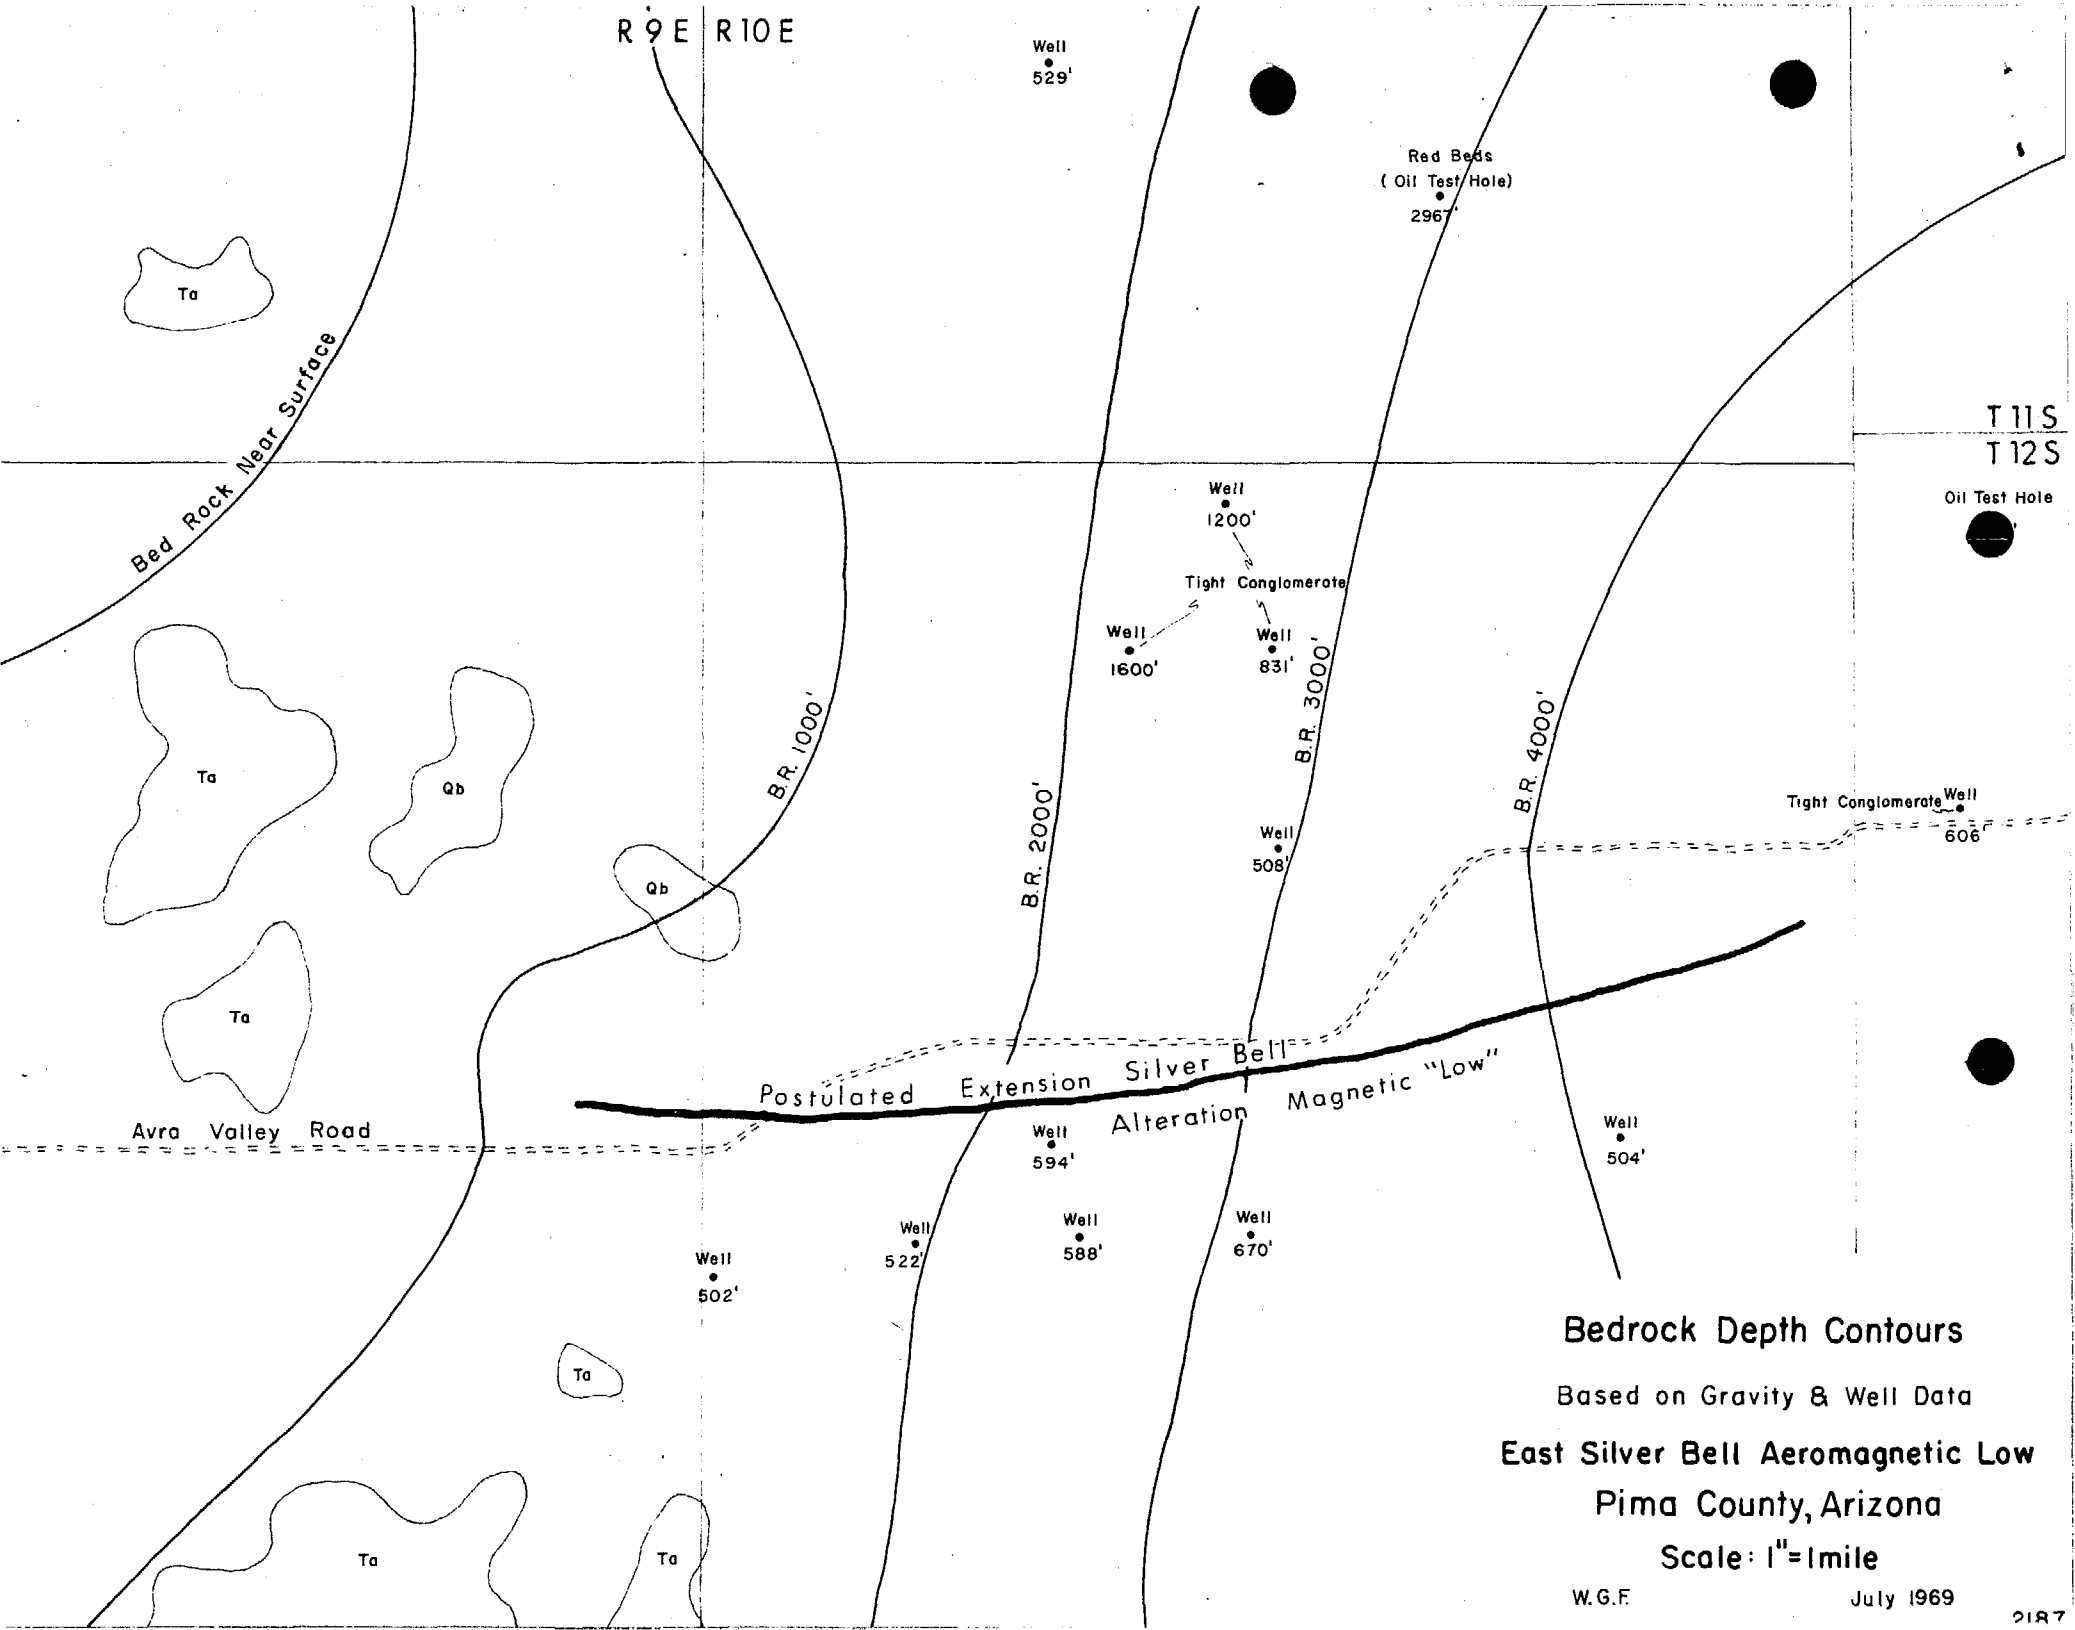 R 9 E R 10 E
Well
529'
Red Beds
( Oil Test Hole)
2967'
Ta
Bed Rock Near Surface
T 11 S
T 12 S
Well
1200'
Oil Test Hole
'
Tight Conglomerate
Well
1600'
Well
831'
B.R. 1000'
B.R. 2000'
B.R. 3000'
B.R. 4000'
Ta
Qb
Tight Conglomerate
Well
606'
Well
508'
Qb
Ta
Postulated Extension Silver Bell
Alteration Magnetic "Low"
Avra Valley Road
Well
594'
Well
504'
Well
522'
Well
588'
Well
670'
Well
502'
Ta
Ta
Ta
Bedrock Depth Contours
Based on Gravity & Well Data
East Silver Bell Aeromagnetic Low
Pima County, Arizona
Scale: 1"=1mile
W.G.F. July 1969
2187